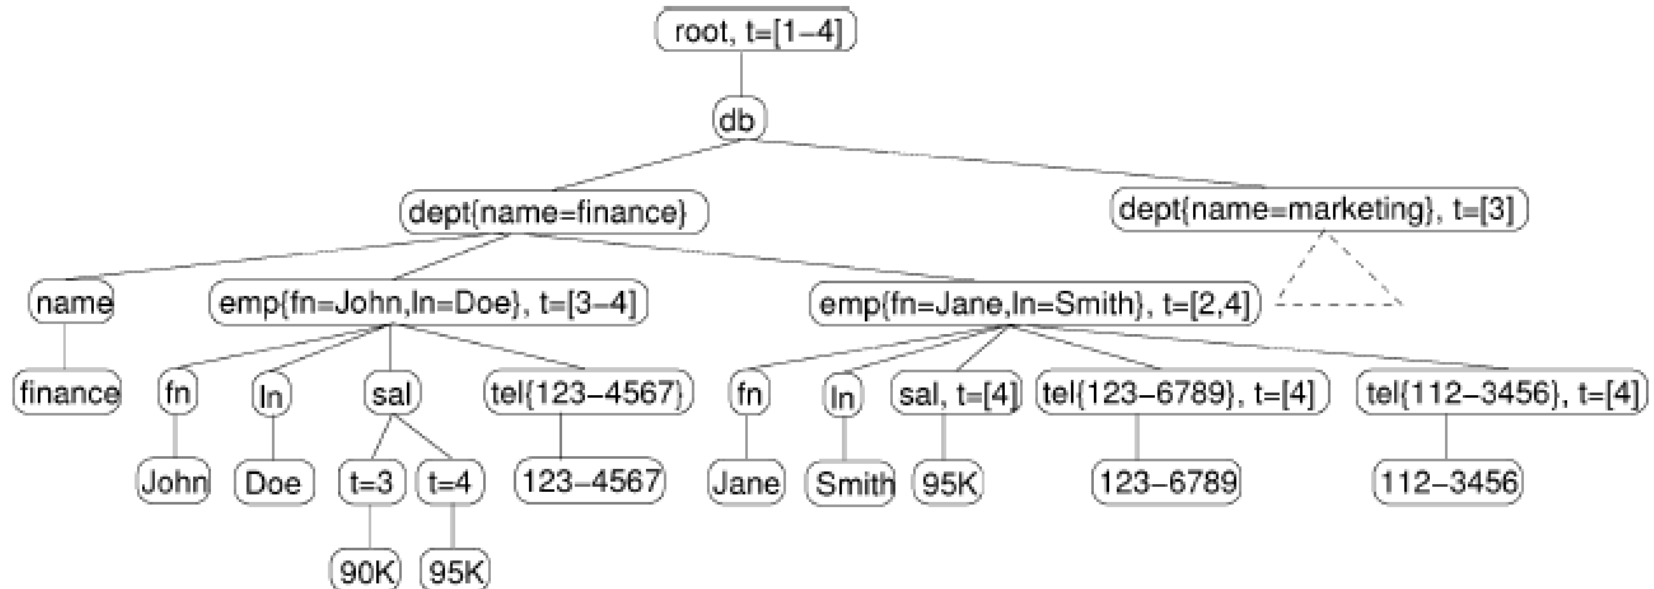 root, t=[1−4]
db
dept{name=finance}
dept{name=marketing}, t=[3]
name
emp{fn=John,ln=Doe}, t=[3−4]
emp{fn=Jane,ln=Smith}, t=[2,4]
finance
fn
ln
sal
tel{123−4567}
fn
ln
sal, t=[4]
tel{123−6789}, t=[4]
tel{112−3456}, t=[4]
John
Doe
t=3
t=4
123−4567
Jane
Smith
95K
123−6789
112−3456
90K
95K